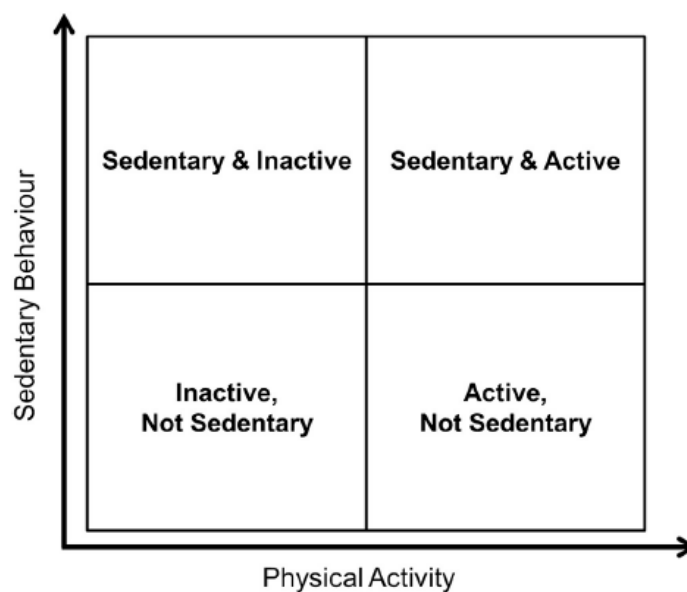 Sedentary Behaviour
Sedentary & Inactive
Sedentary & Active
Inactive,
Not Sedentary
Active,
Not Sedentary
Physical Activity